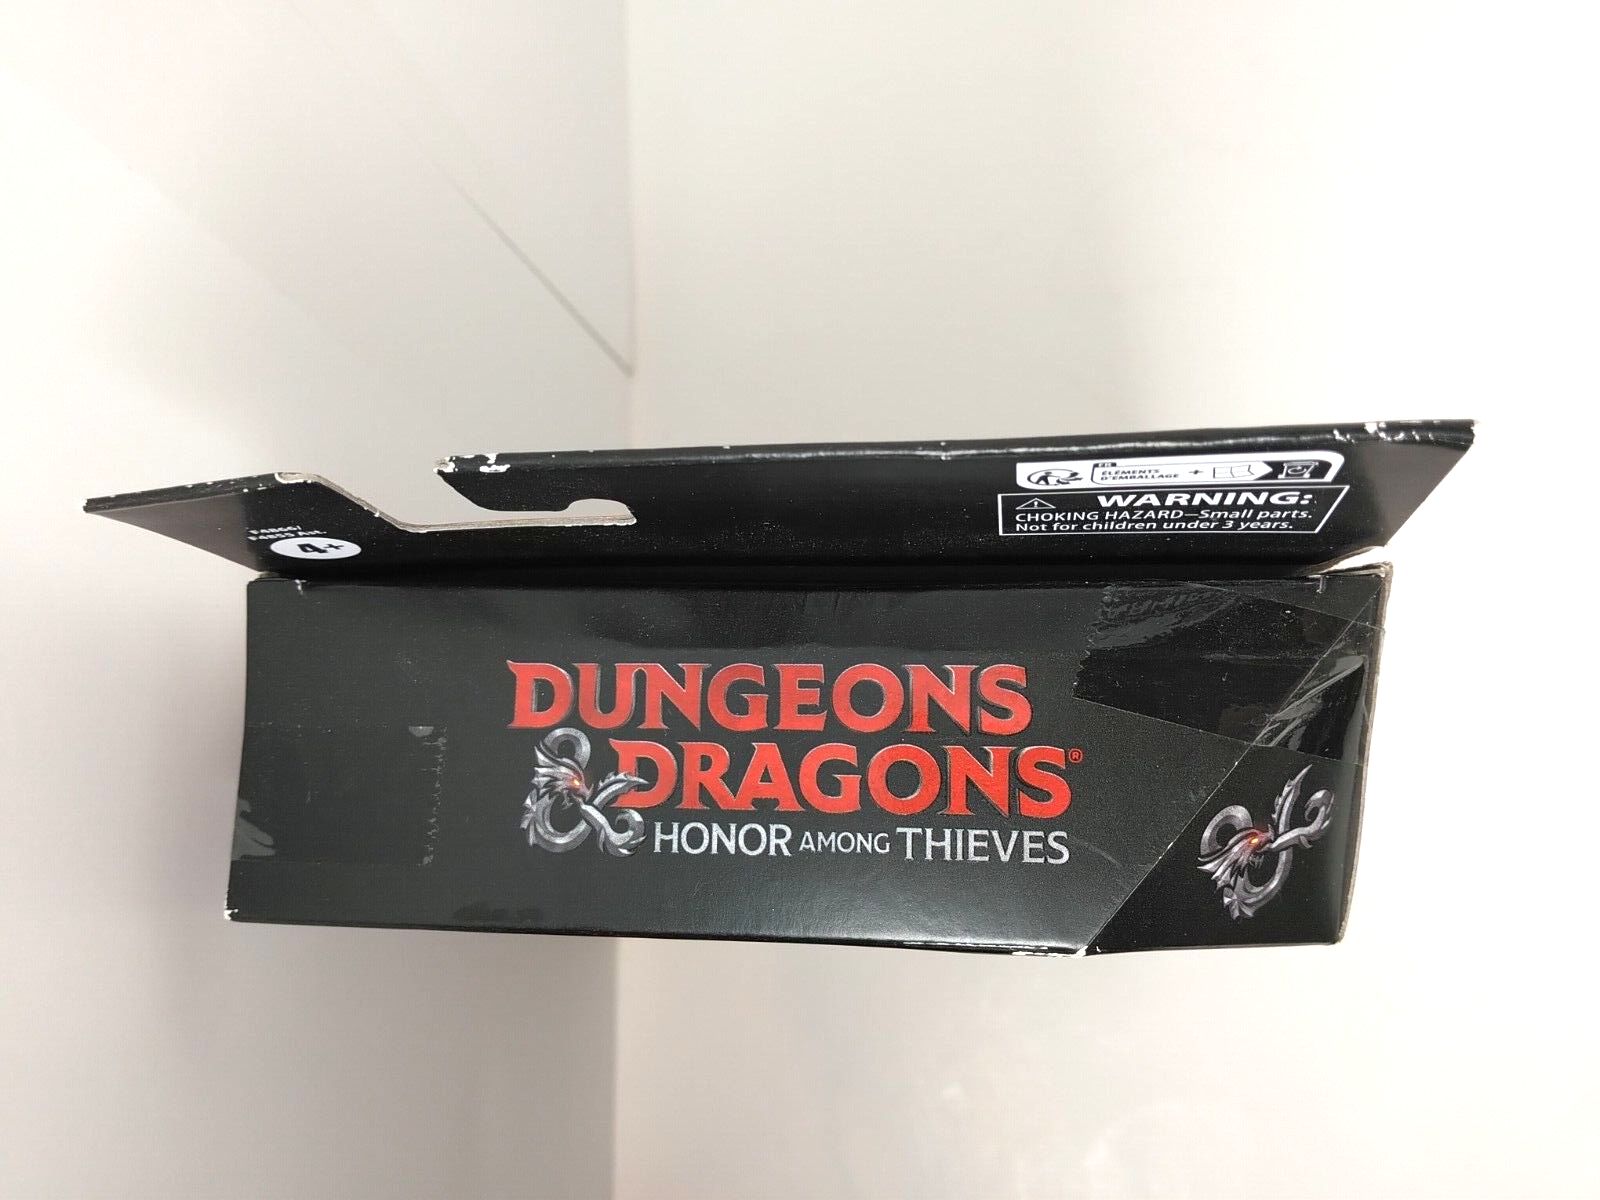 FR
ÉLÉMENTS
D'EMBALLAGE +
WARNING:
CHOKING HAZARD—Small parts.
Not for children under 3 years.
4+
DUNGEONS
& DRAGONS®
HONOR AMONG THIEVES